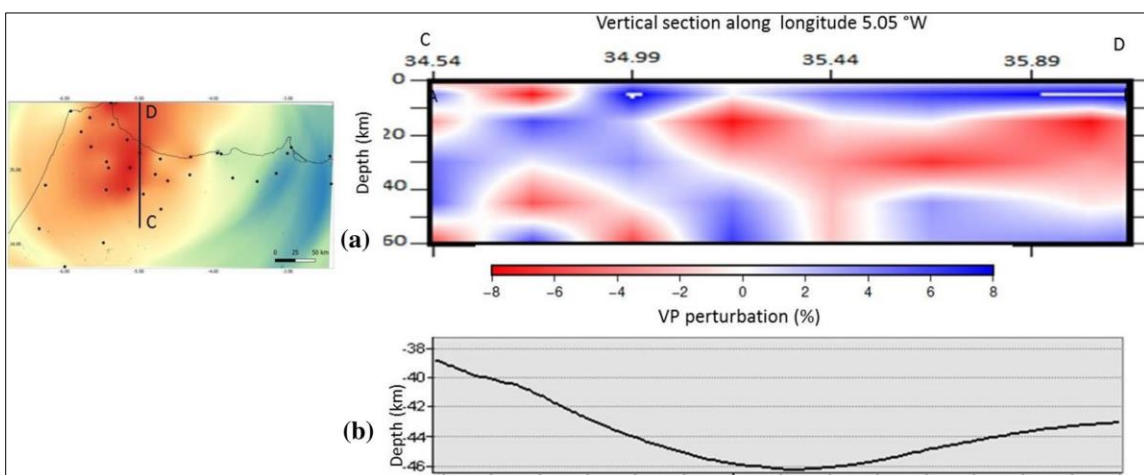 Vertical section along longitude 5.05 °W
C D
34.54 34.99 35.44 35.89
0
20
40
60
Depth (km)
A
D
C
0 25 50 km
(a)
-8 -6 -4 -2 0 2 4 6 8
VP perturbation (%)
-38
-40
-42
-44
-46
Depth (km)
(b)